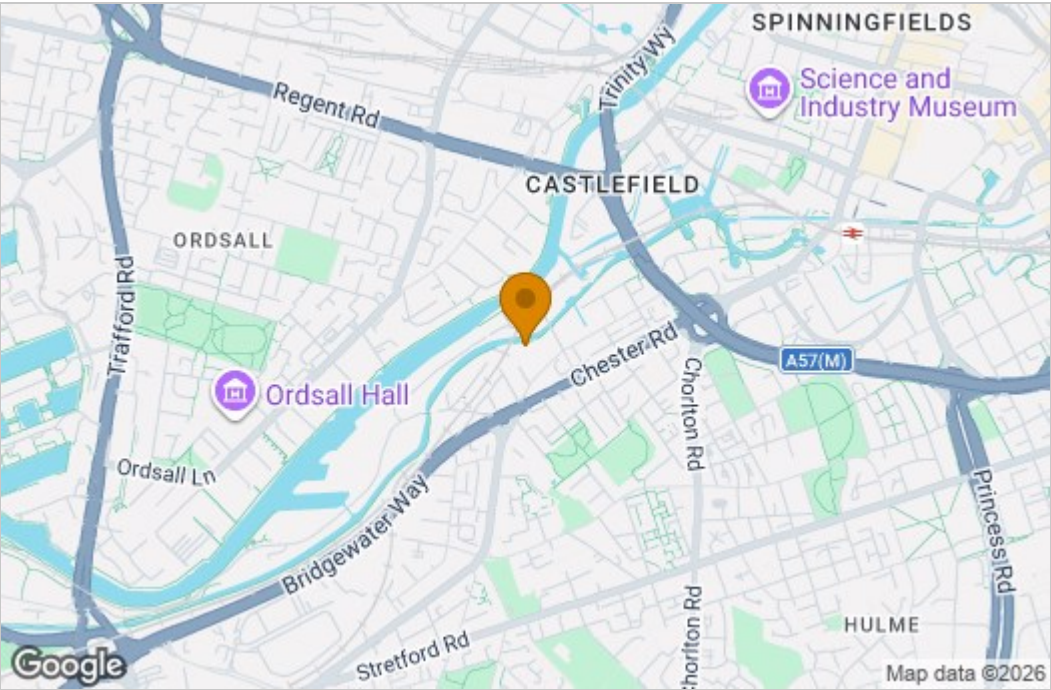 SPINNINGFIELDS
Trinity Wy
Science and
Industry Museum
Regent Rd
CASTLEFIELD
ORDSALL
Trafford Rd
Chester Rd
A57(M)
Ordsall Hall
Chorlton Rd
Ordsall Ln
Princess Rd
Bridgewater Way
Chorlton Rd
HULME
Stretford Rd
Google
Map data ©2026